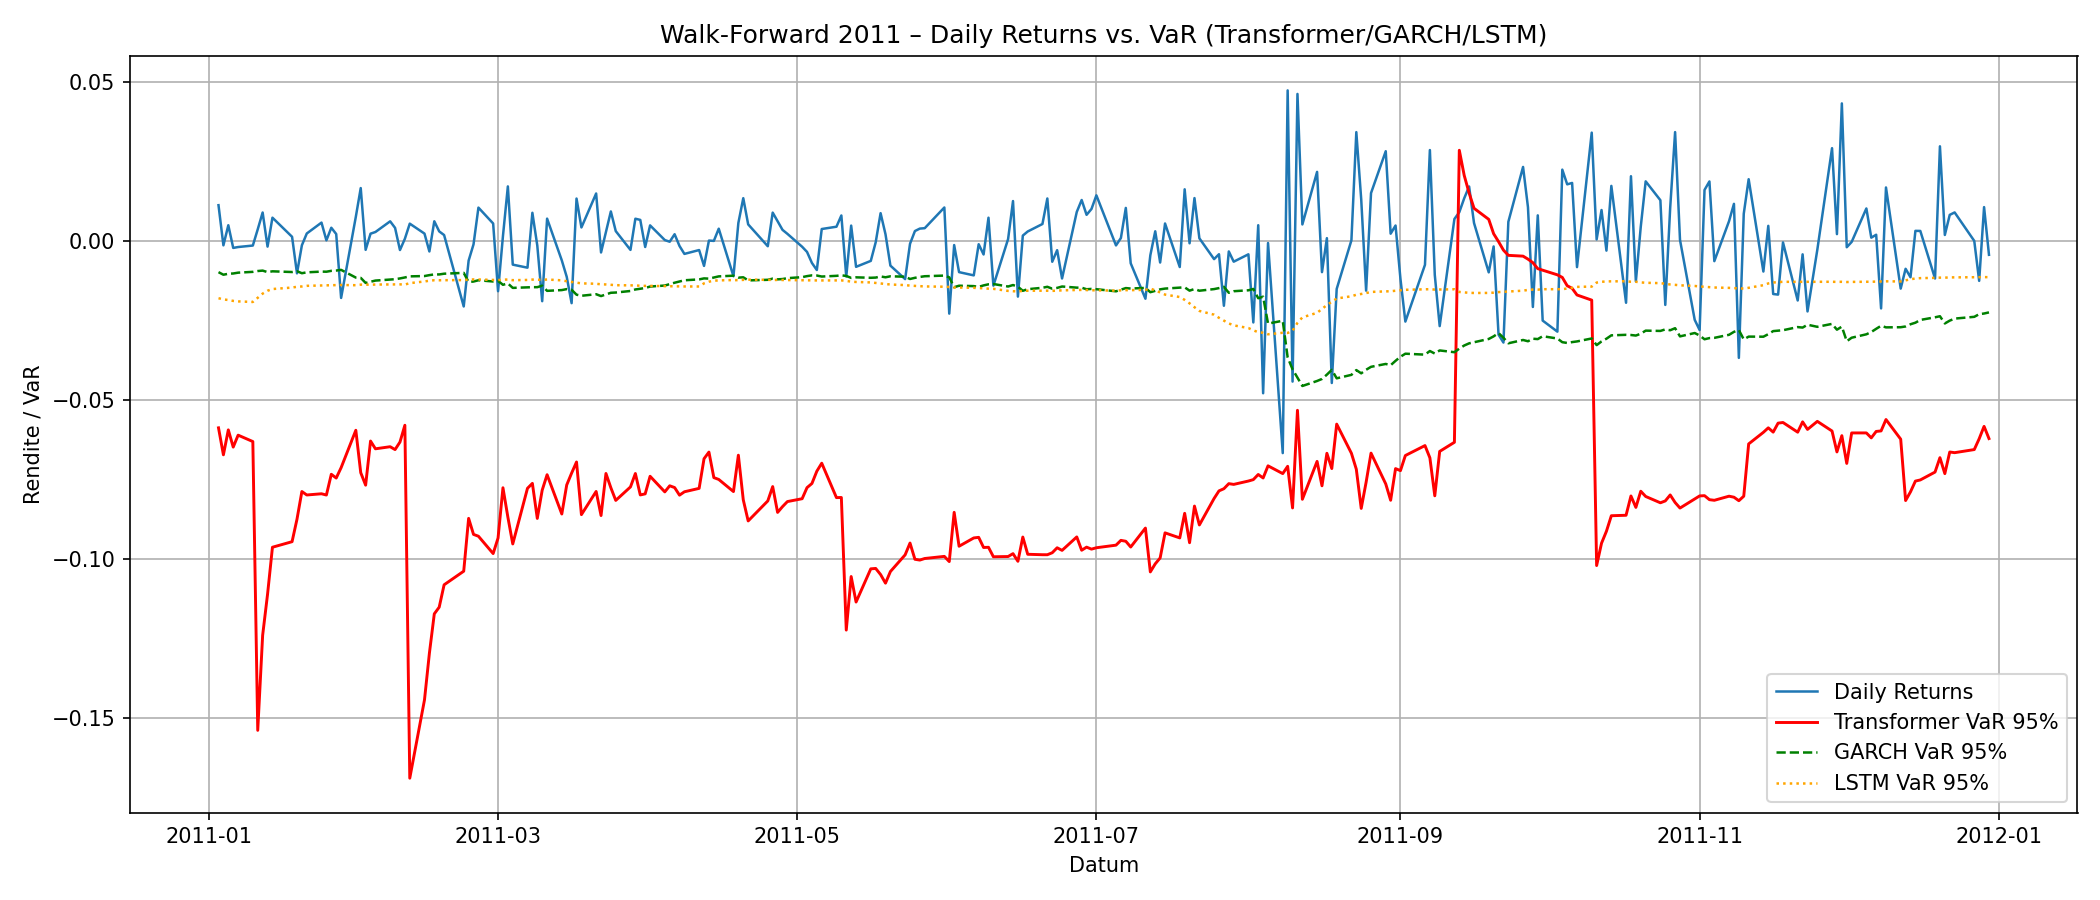 Walk-Forward 2011 – Daily Returns vs. VaR (Transformer/GARCH/LSTM)
Rendite / VaR
0.05
0.00
−0.05
−0.10
−0.15
2011-01
2011-03
2011-05
2011-07
2011-09
2011-11
2012-01
Datum
Daily Returns
Transformer VaR 95%
GARCH VaR 95%
LSTM VaR 95%